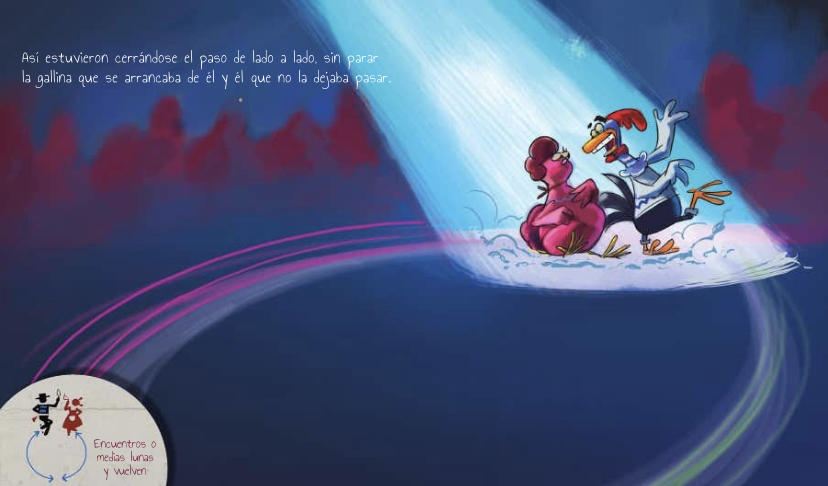 Así estuvieron cerrándose el paso de lado a lado, sin parar
la gallina que se arrancaba de él y él que no la dejaba pasar.
Encuentros o
medias lunas
y vuelven